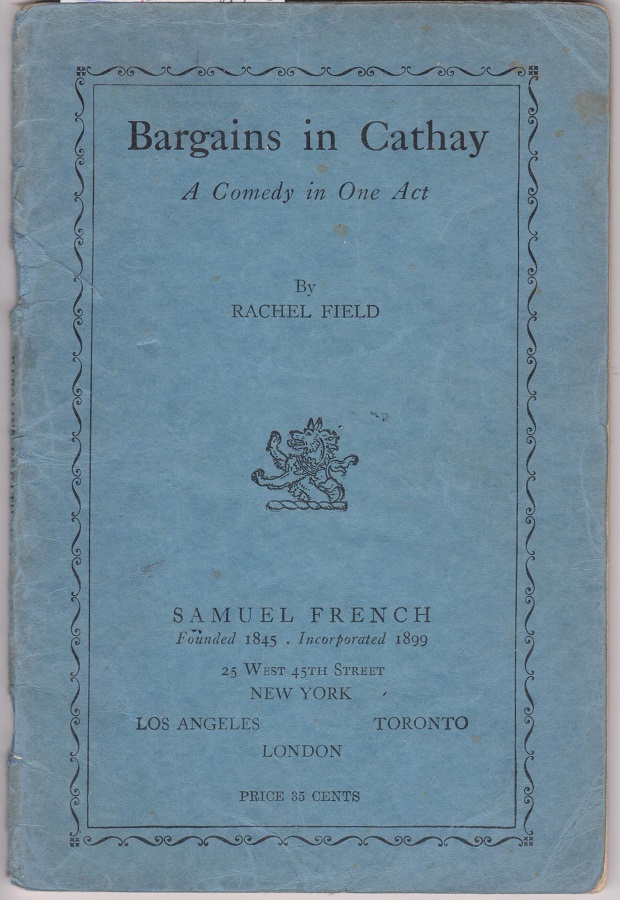 Bargains in Cathay
A Comedy in One Act
By
RACHEL FIELD
SAMUEL FRENCH
Founded 1845 . Incorporated 1899
25 WEST 45TH STREET
NEW YORK
LOS ANGELES TORONTO
LONDON
PRICE 35 CENTS